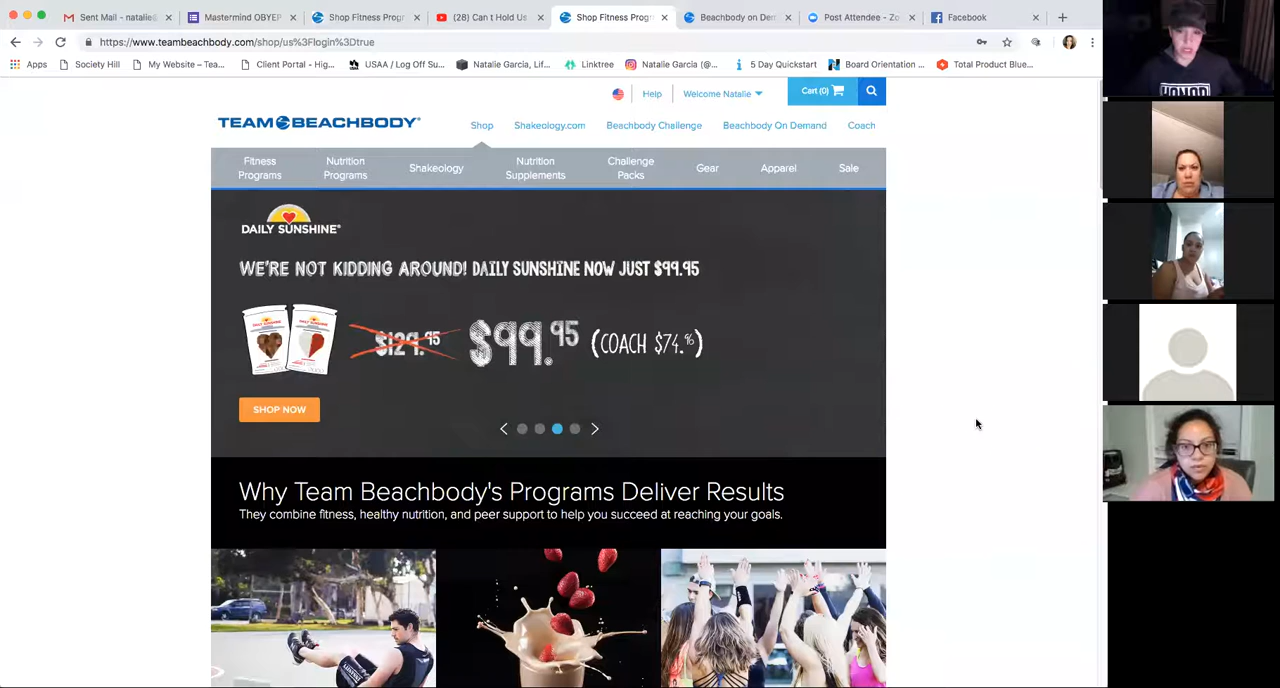 Sent Mail - natalie@
Mastermind OBYEP
Shop Fitness Progr
(28) Can t Hold Us
Shop Fitness Progr
Beachbody on Dem
Post Attendee - Zo
Facebook
https://www.teambeachbody.com/shop/us%3Flogin%3Dtrue
Apps
Society Hill
My Website – Tea...
Client Portal - Hig...
USAA / Log Off Su...
Natalie Garcia, Lif...
Linktree
Natalie Garcia (@...
5 Day Quickstart
Board Orientation ...
Total Product Blue...
Help
Welcome Natalie
Cart (0)
TEAM BEACHBODY®
Shop
Shakeology.com
Beachbody Challenge
Beachbody On Demand
Coach
Fitness
Programs
Nutrition
Programs
Shakeology
Nutrition
Supplements
Challenge
Packs
Gear
Apparel
Sale
DAILY SUNSHINE®
WE'RE NOT KIDDING AROUND! DAILY SUNSHINE NOW JUST $99.95
DAILY SUNSHINE
DAILY SUNSHINE
$129.95
$99.95
(COACH $74.96)
SHOP NOW
Why Team Beachbody's Programs Deliver Results
They combine fitness, healthy nutrition, and peer support to help you succeed at reaching your goals.